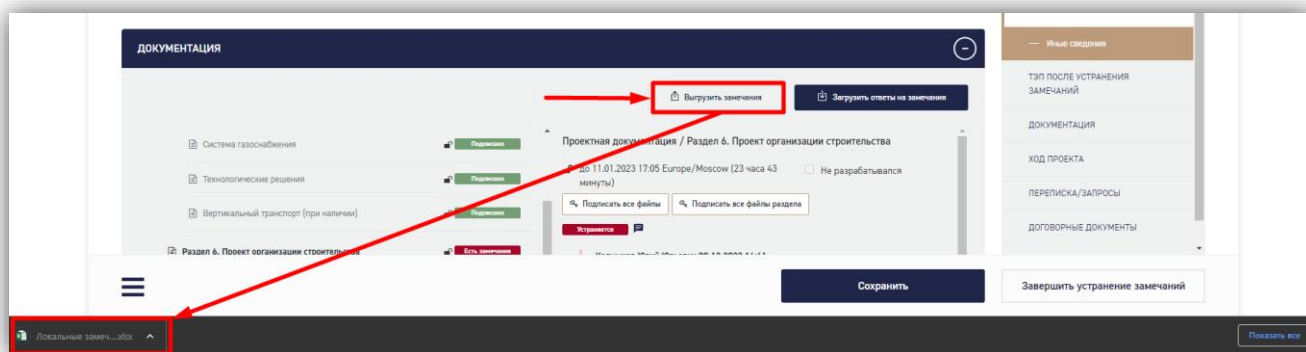 ДОКУМЕНТАЦИЯ
Выгрузить замечания
Загрузить ответы на замечания
Система газоснабжения
Подписано
Технологические решения
Подписано
Вертикальный транспорт (при наличии)
Подписано
Раздел 6. Проект организации строительства
Есть замечания
Проектная документация / Раздел 6. Проект организации строительства
до 11.01.2023 17:05 Europe/Moscow (23 часа 43
минуты)
Не разрабатывался
Подписать все файлы
Подписать все файлы раздела
Устраняется
— Иные сведения
ТЭП ПОСЛЕ УСТРАНЕНИЯ
ЗАМЕЧАНИЙ
ДОКУМЕНТАЦИЯ
ХОД ПРОЕКТА
ПЕРЕПИСКА/ЗАПРОСЫ
ДОГОВОРНЫЕ ДОКУМЕНТЫ
Сохранить
Завершить устранение замечаний
Локальные замеч....xlsx
Показать все